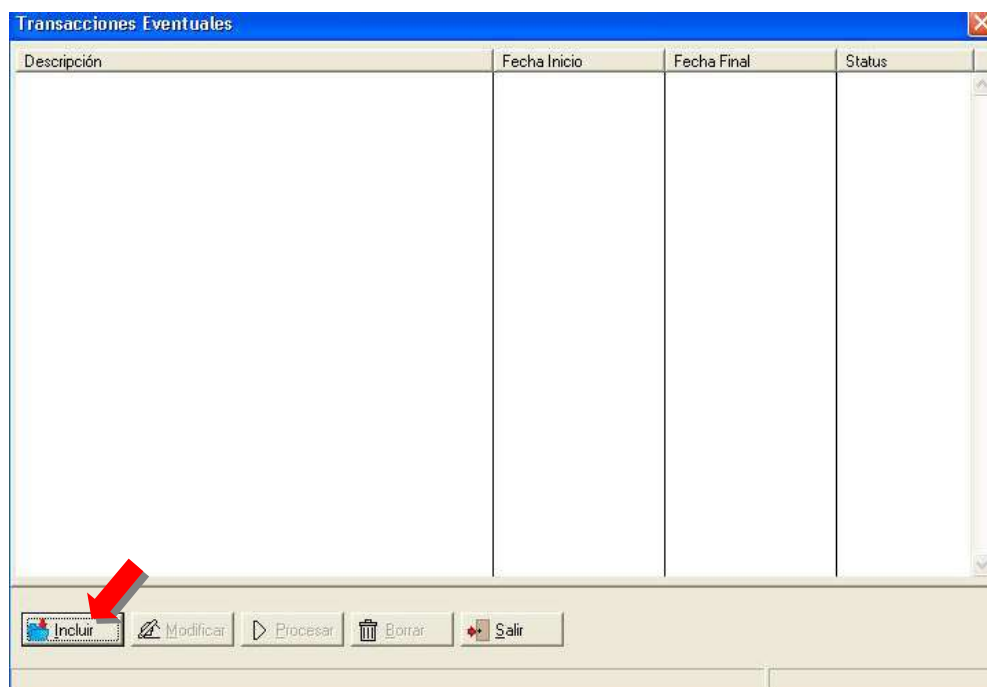 Transacciones Eventuales
Descripción Fecha Inicio Fecha Final Status
Incluir Modificar Procesar Borrar Salir